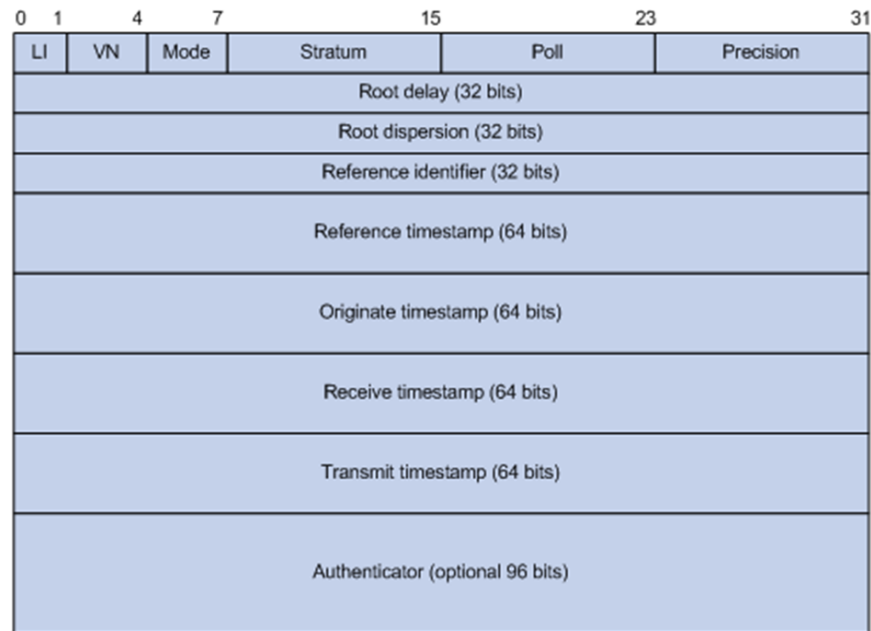 0 1 4 7 15 23 31
LI VN Mode Stratum Poll Precision
Root delay (32 bits)
Root dispersion (32 bits)
Reference identifier (32 bits)
Reference timestamp (64 bits)
Originate timestamp (64 bits)
Receive timestamp (64 bits)
Transmit timestamp (64 bits)
Authenticator (optional 96 bits)